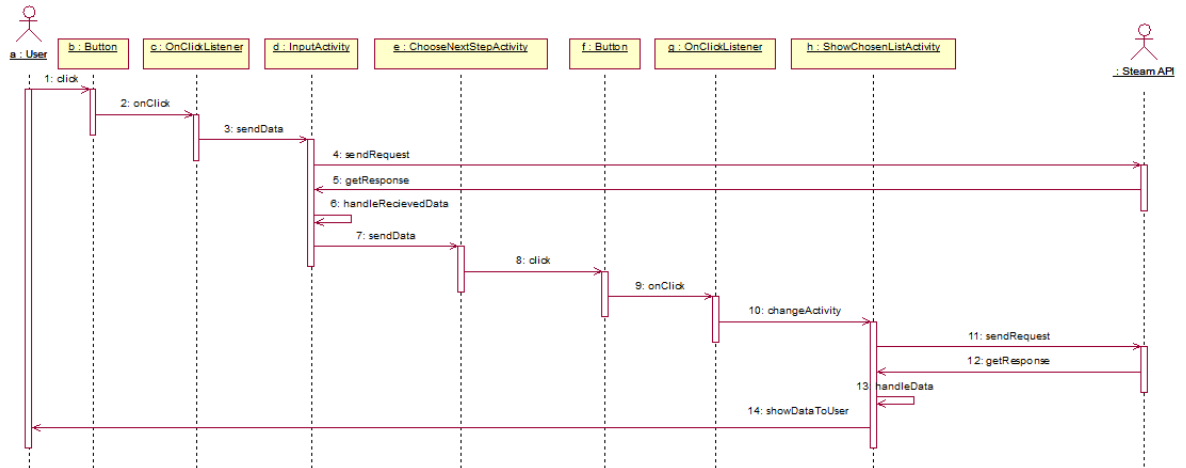 a : User
b : Button
c : OnClickListener
d : InputActivity
e : ChooseNextStepActivity
f : Button
g : OnClickListener
h : ShowChosenListActivity
: Steam API
1: click
2: onClick
3: sendData
4: sendRequest
5: getResponse
6: handleRecievedData
7: sendData
8: click
9: onClick
10: changeActivity
11: sendRequest
12: getResponse
13: handleData
14: showDataToUser